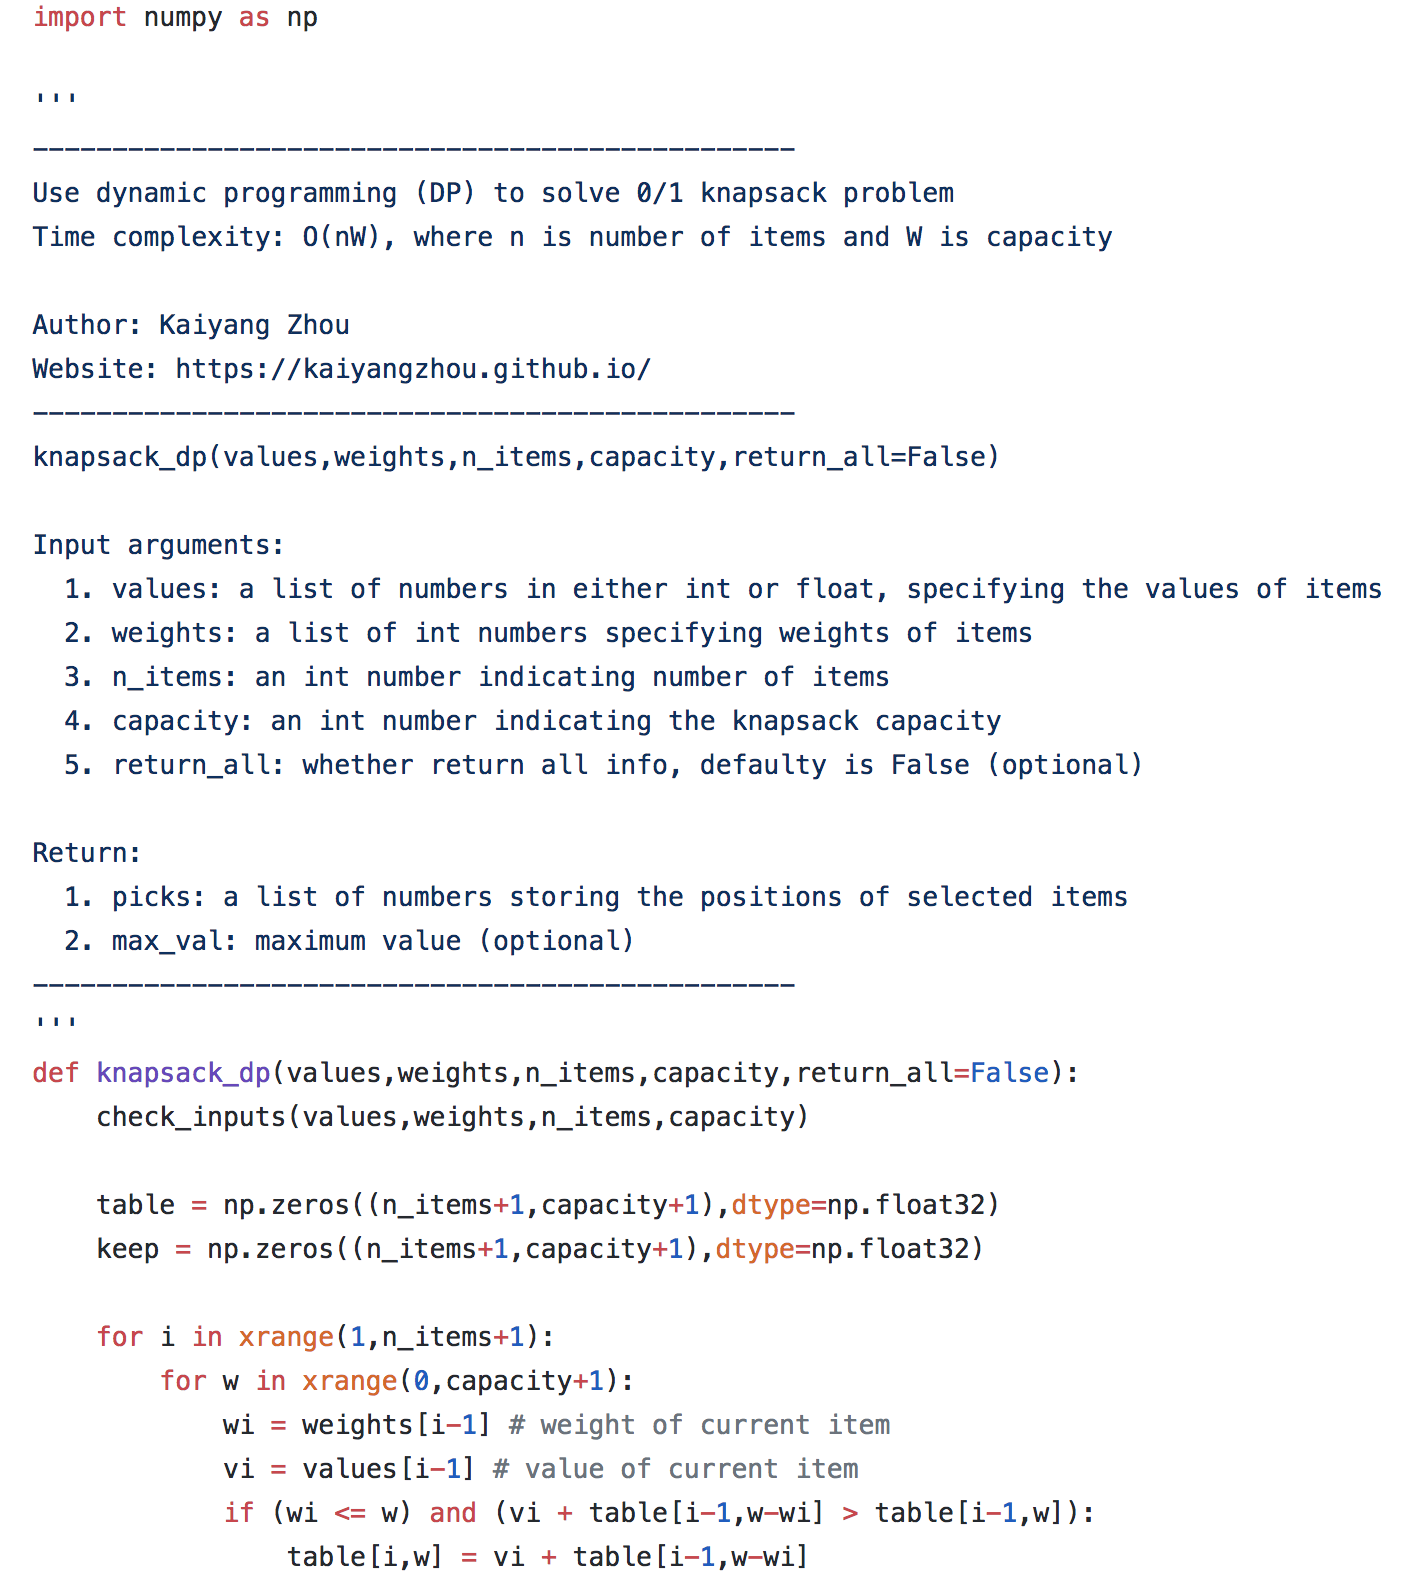 import numpy as np
'''
------------------------------------------------
Use dynamic programming (DP) to solve 0/1 knapsack problem
Time complexity: O(nW), where n is number of items and W is capacity
Author: Kaiyang Zhou
Website: https://kaiyangzhou.github.io/
------------------------------------------------
knapsack_dp(values,weights,n_items,capacity,return_all=False)
Input arguments:
  1. values: a list of numbers in either int or float, specifying the values of items
  2. weights: a list of int numbers specifying weights of items
  3. n_items: an int number indicating number of items
  4. capacity: an int number indicating the knapsack capacity
  5. return_all: whether return all info, defaulty is False (optional)
Return:
  1. picks: a list of numbers storing the positions of selected items
  2. max_val: maximum value (optional)
------------------------------------------------
'''
def knapsack_dp(values,weights,n_items,capacity,return_all=False):
    check_inputs(values,weights,n_items,capacity)
    table = np.zeros((n_items+1,capacity+1),dtype=np.float32)
    keep = np.zeros((n_items+1,capacity+1),dtype=np.float32)
    for i in xrange(1,n_items+1):
        for w in xrange(0,capacity+1):
            wi = weights[i-1] # weight of current item
            vi = values[i-1] # value of current item
            if (wi <= w) and (vi + table[i-1,w-wi] > table[i-1,w]):
                table[i,w] = vi + table[i-1,w-wi]